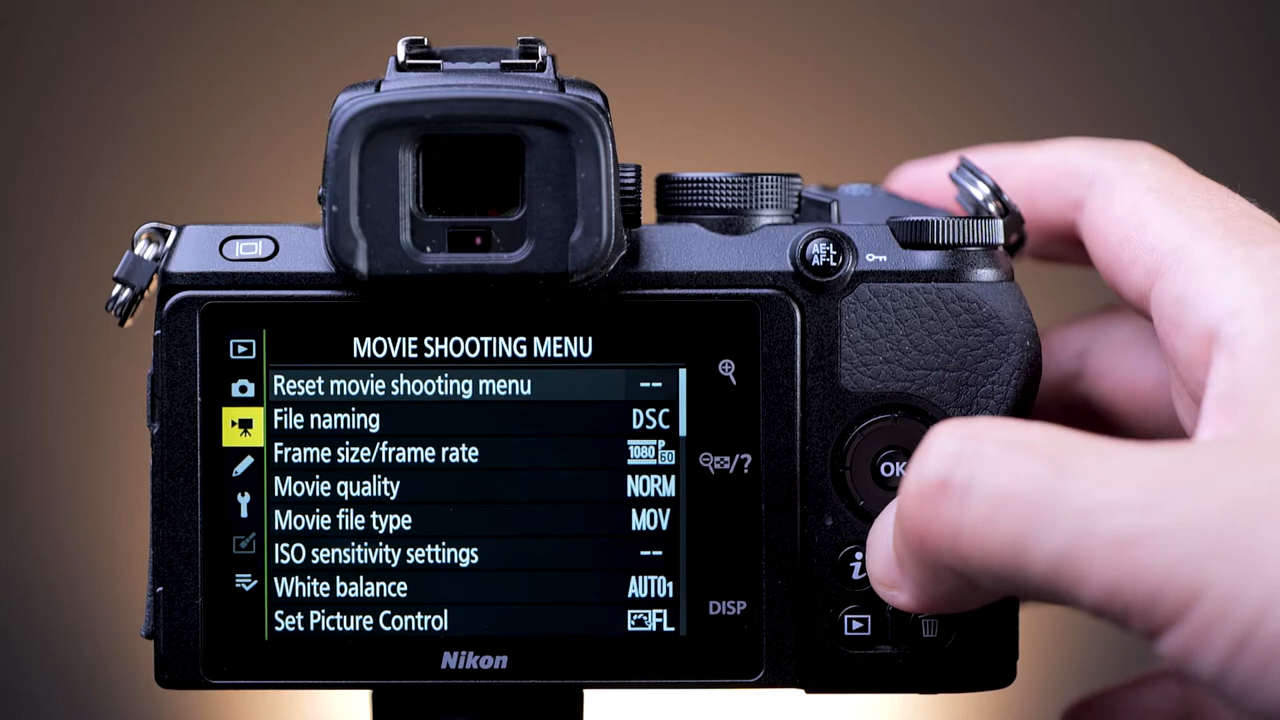 AE-L
AF-L
MOVIE SHOOTING MENU
Reset movie shooting menu --
File naming DSC
Frame size/frame rate 1080 P 60
Movie quality NORM
Movie file type MOV
ISO sensitivity settings --
White balance AUTO1
Set Picture Control FL
?
OK
i
DISP
Nikon